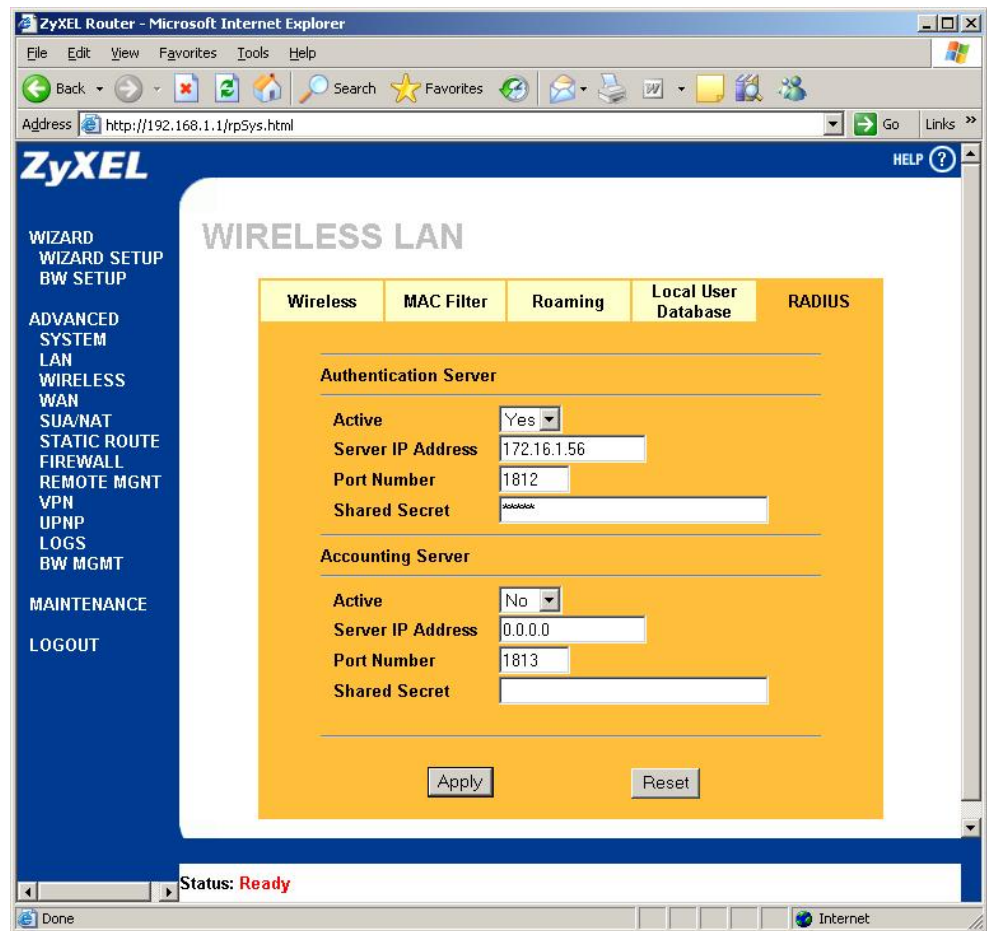 ZyXEL Router - Microsoft Internet Explorer
File Edit View Favorites Tools Help
Back Search Favorites
Address http://192.168.1.1/rpSys.html Go Links »
ZyXEL
HELP ?
WIZARD
WIZARD SETUP
BW SETUP
ADVANCED
SYSTEM
LAN
WIRELESS
WAN
SUA/NAT
STATIC ROUTE
FIREWALL
REMOTE MGNT
VPN
UPNP
LOGS
BW MGMT
MAINTENANCE
LOGOUT
WIRELESS LAN
Wireless
MAC Filter
Roaming
Local User
Database
RADIUS
Authentication Server
Active Yes
Server IP Address 172.16.1.56
Port Number 1812
Shared Secret *****
Accounting Server
Active No
Server IP Address 0.0.0.0
Port Number 1813
Shared Secret
Apply Reset
Status: Ready
Done Internet